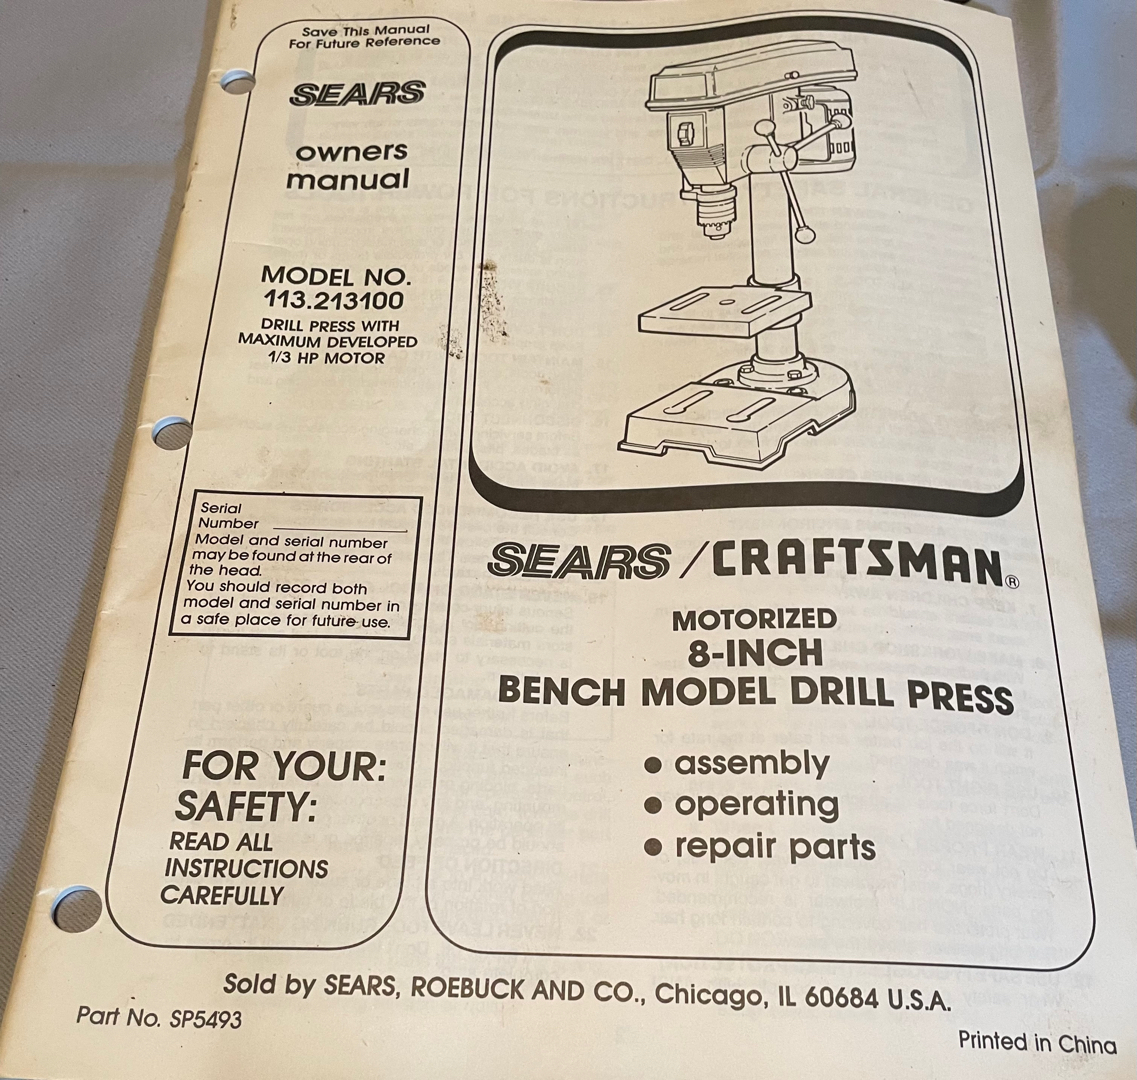 Save This Manual
For Future Reference
SEARS
owners
manual
MODEL NO.
113.213100
DRILL PRESS WITH
MAXIMUM DEVELOPED
1/3 HP MOTOR
Serial
Number
Model and serial number
may be found at the rear of
the head.
You should record both
model and serial number in
a safe place for future use.
FOR YOUR:
SAFETY:
READ ALL
INSTRUCTIONS
CAREFULLY
SEARS / CRAFTSMAN®
MOTORIZED
8-INCH
BENCH MODEL DRILL PRESS
● assembly
● operating
● repair parts
Sold by SEARS, ROEBUCK AND CO., Chicago, IL 60684 U.S.A.
Part No. SP5493
Printed in China